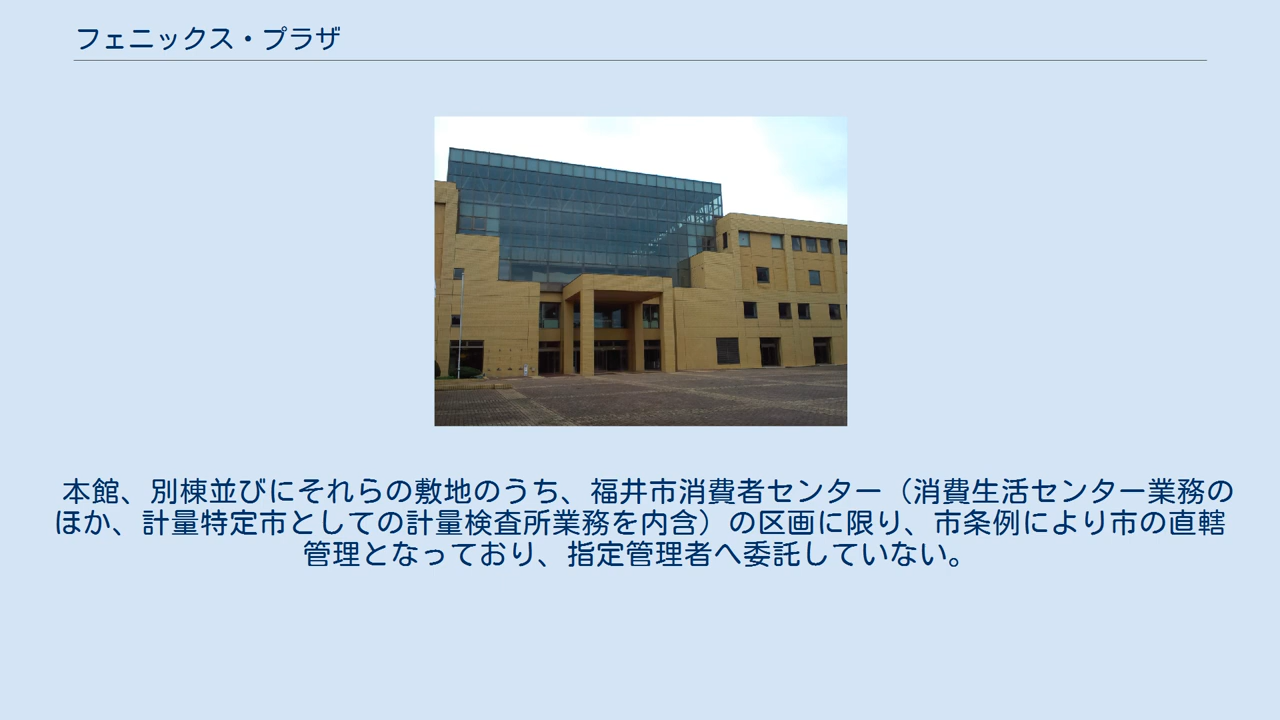 フェニックス・プラザ
本館、別棟並びにそれらの敷地のうち、福井市消費者センター（消費生活センター業務の
ほか、計量特定市としての計量検査所業務を内含）の区画に限り、市条例により市の直轄
管理となっており、指定管理者へ委託していない。